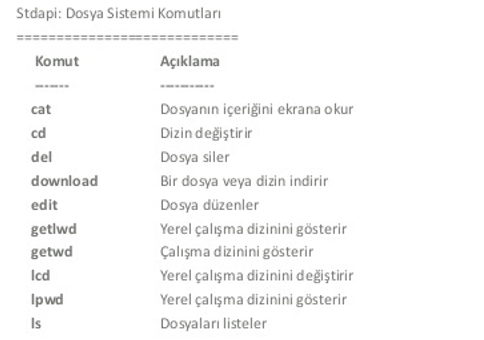 Stdapi: Dosya Sistemi Komutları
============================
Komut Açıklama
------- -----------
cat Dosyanın içeriğini ekrana okur
cd Dizin değiştirir
del Dosya siler
download Bir dosya veya dizin indirir
edit Dosya düzenler
getlwd Yerel çalışma dizinini gösterir
getwd Çalışma dizinini gösterir
lcd Yerel çalışma dizinini değiştirir
lpwd Yerel çalışma dizinini gösterir
ls Dosyaları listeler